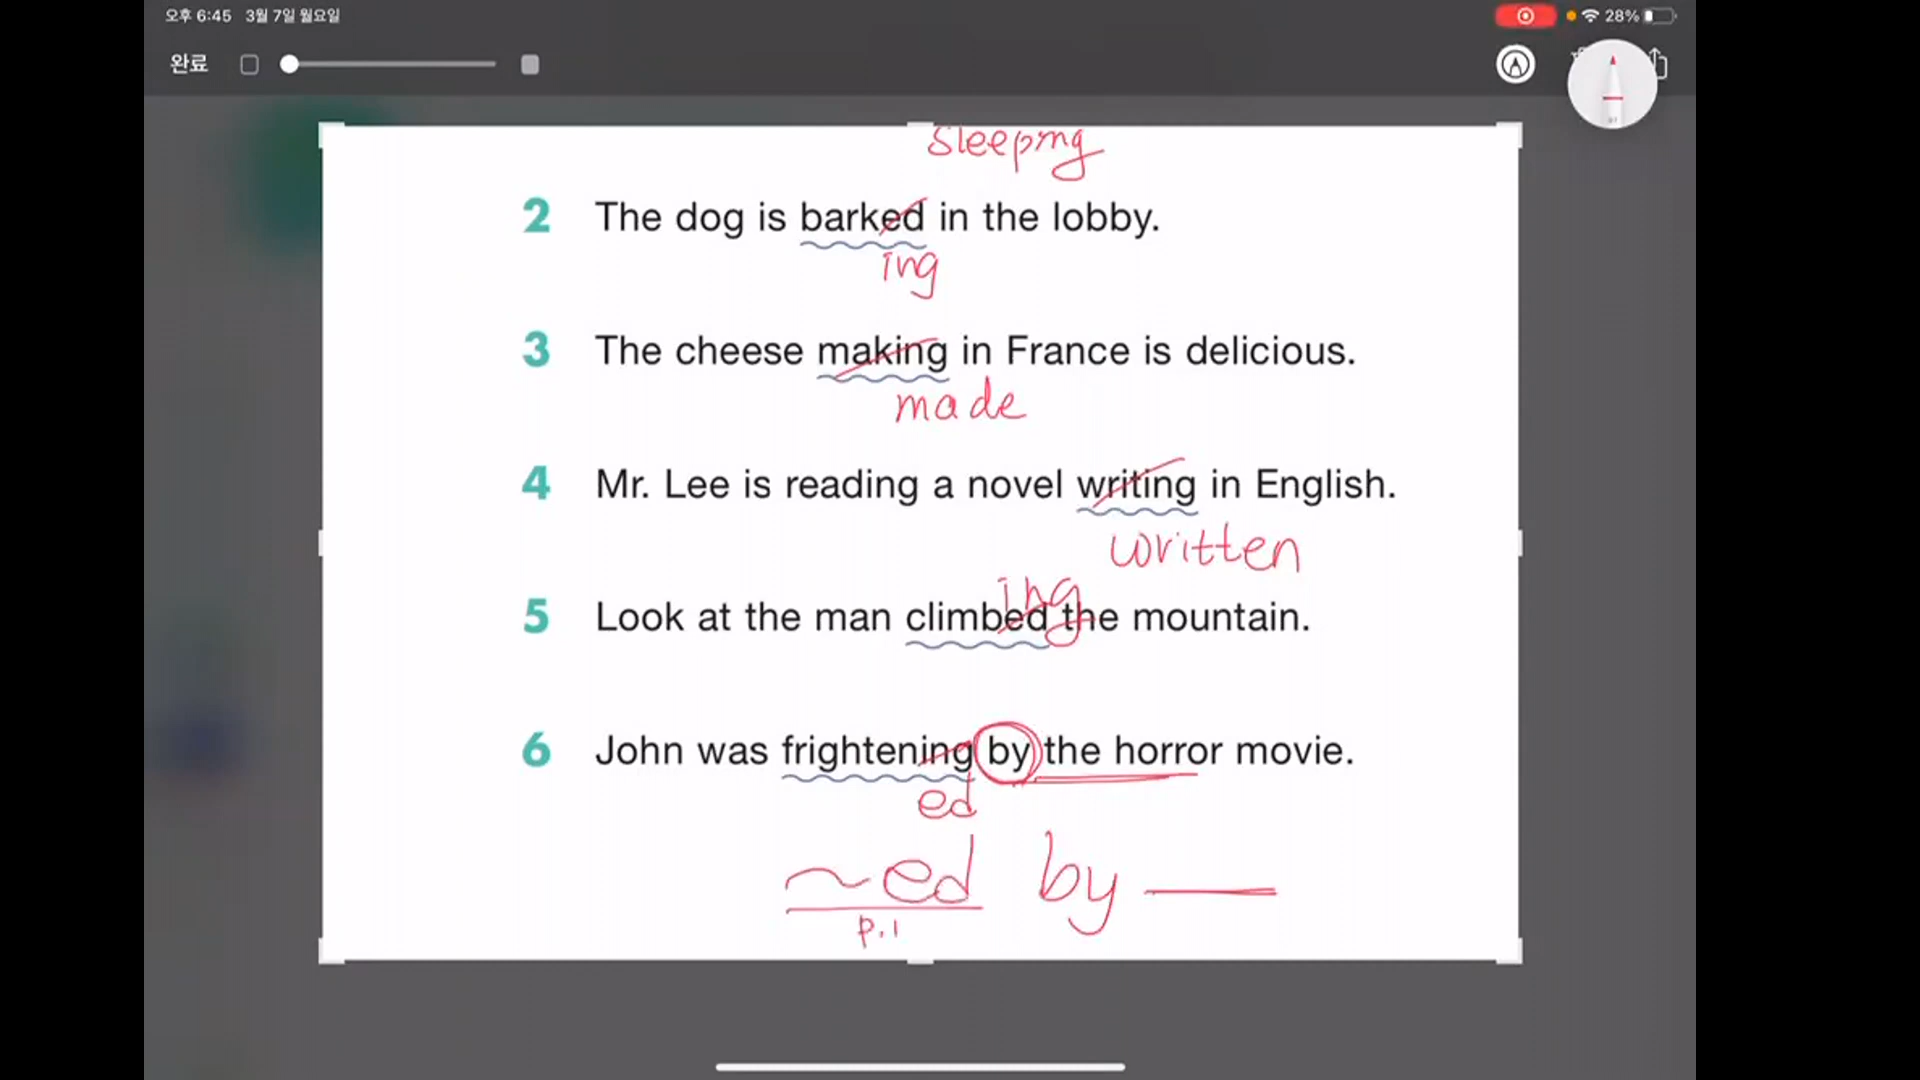 오후 6:45 3월 7일 월요일
28%
완료
sleeping
2 The dog is barked in the lobby.
ing
3 The cheese making in France is delicious.
made
4 Mr. Lee is reading a novel writing in English.
written
ing
5 Look at the man climbed the mountain.
6 John was frightening by the horror movie.
ed
~ed by
p.